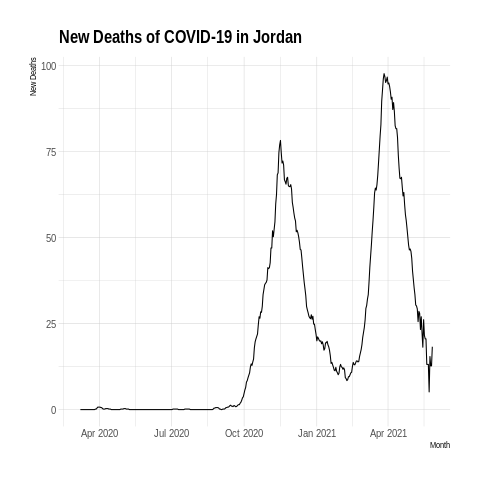 New Deaths of COVID-19 in Jordan
New Deaths
100
75
50
25
0
Apr 2020 Jul 2020 Oct 2020 Jan 2021 Apr 2021
Month